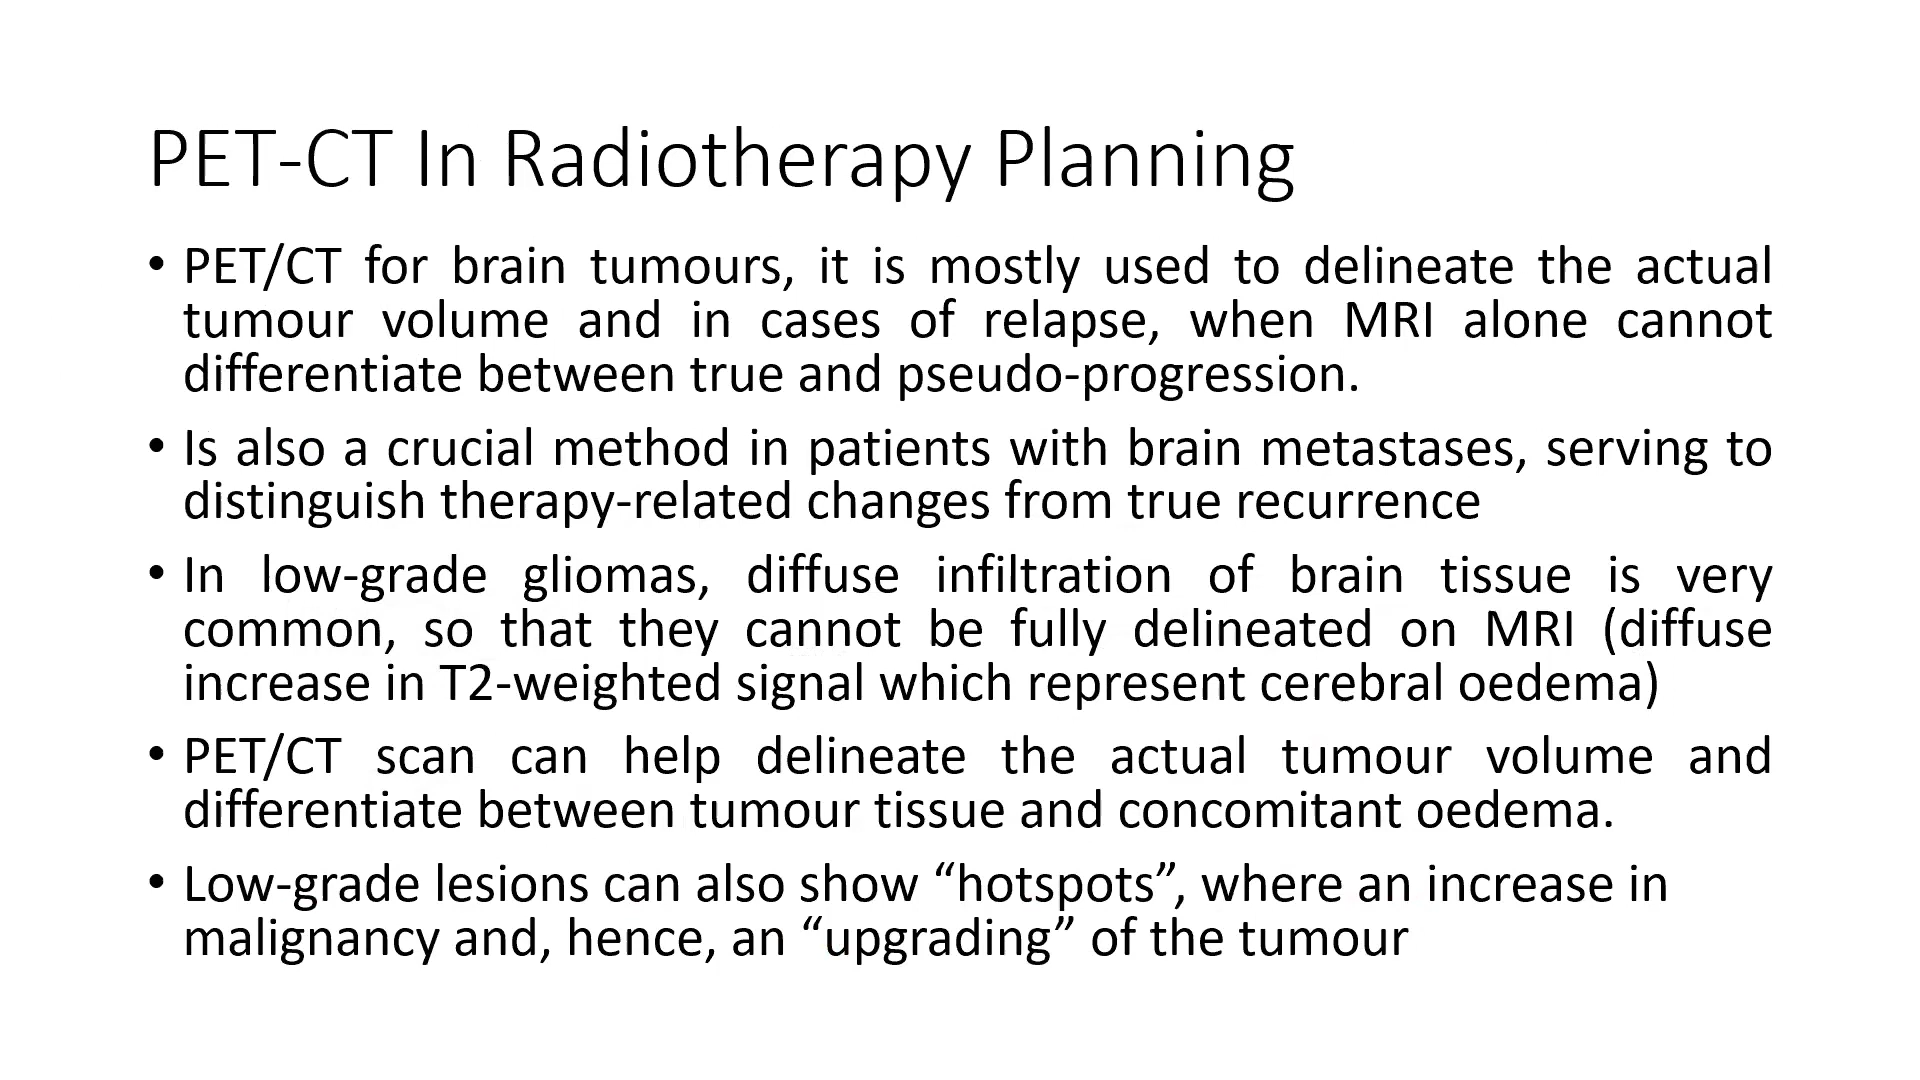 PET-CT In Radiotherapy Planning
• PET/CT for brain tumours, it is mostly used to delineate the actual
tumour volume and in cases of relapse, when MRI alone cannot
differentiate between true and pseudo-progression.
• Is also a crucial method in patients with brain metastases, serving to
distinguish therapy-related changes from true recurrence
• In low-grade gliomas, diffuse infiltration of brain tissue is very
common, so that they cannot be fully delineated on MRI (diffuse
increase in T2-weighted signal which represent cerebral oedema)
• PET/CT scan can help delineate the actual tumour volume and
differentiate between tumour tissue and concomitant oedema.
• Low-grade lesions can also show “hotspots”, where an increase in
malignancy and, hence, an “upgrading” of the tumour